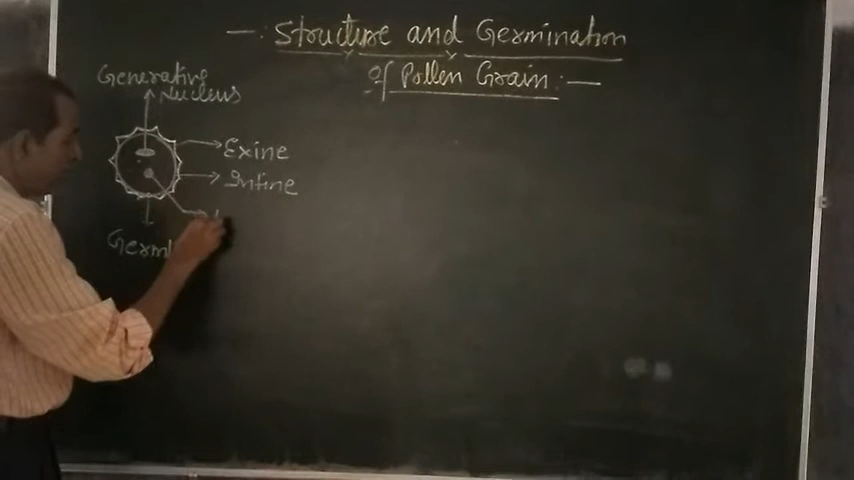 Structure and Germination
of Pollen Grain:—
Generative
Nucleus
Exine
Intine